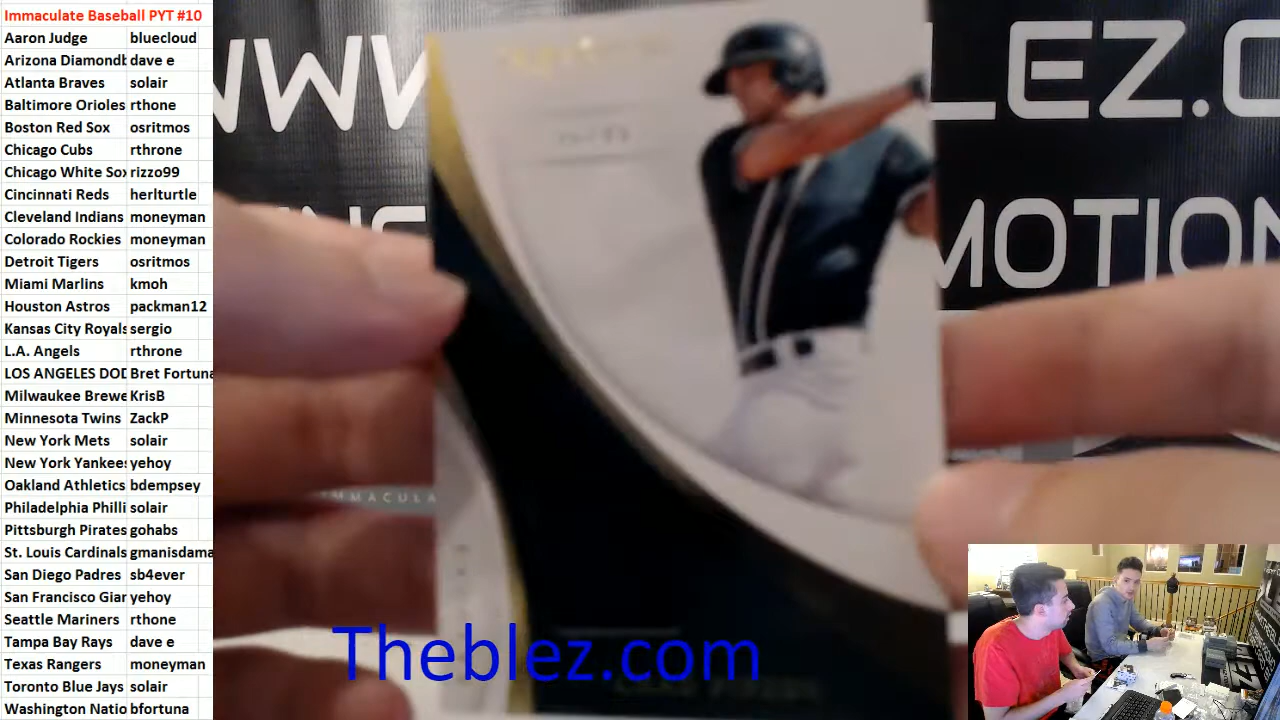 Immaculate Baseball PYT #10
Aaron Judge bluecloud
Arizona Diamondb dave e
Atlanta Braves solair
Baltimore Orioles rthone
Boston Red Sox osritmos
Chicago Cubs rthrone
Chicago White Sox rizzo99
Cincinnati Reds herlturtle
Cleveland Indians moneyman
Colorado Rockies moneyman
Detroit Tigers osritmos
Miami Marlins kmoh
Houston Astros packman12
Kansas City Royals sergio
L.A. Angels rthrone
LOS ANGELES DOD Bret Fortuna
Milwaukee Brewe KrisB
Minnesota Twins ZackP
New York Mets solair
New York Yankees yehoy
Oakland Athletics bdempsey
Philadelphia Philli solair
Pittsburgh Pirates gohabs
St. Louis Cardinals gmanisdama
San Diego Padres sb4ever
San Francisco Gian yehoy
Seattle Mariners rthone
Tampa Bay Rays dave e
Texas Rangers moneyman
Toronto Blue Jays solair
Washington Natio bfortuna
WWW
LEZ.C
MOTION
IMMACULA
Theblez.com